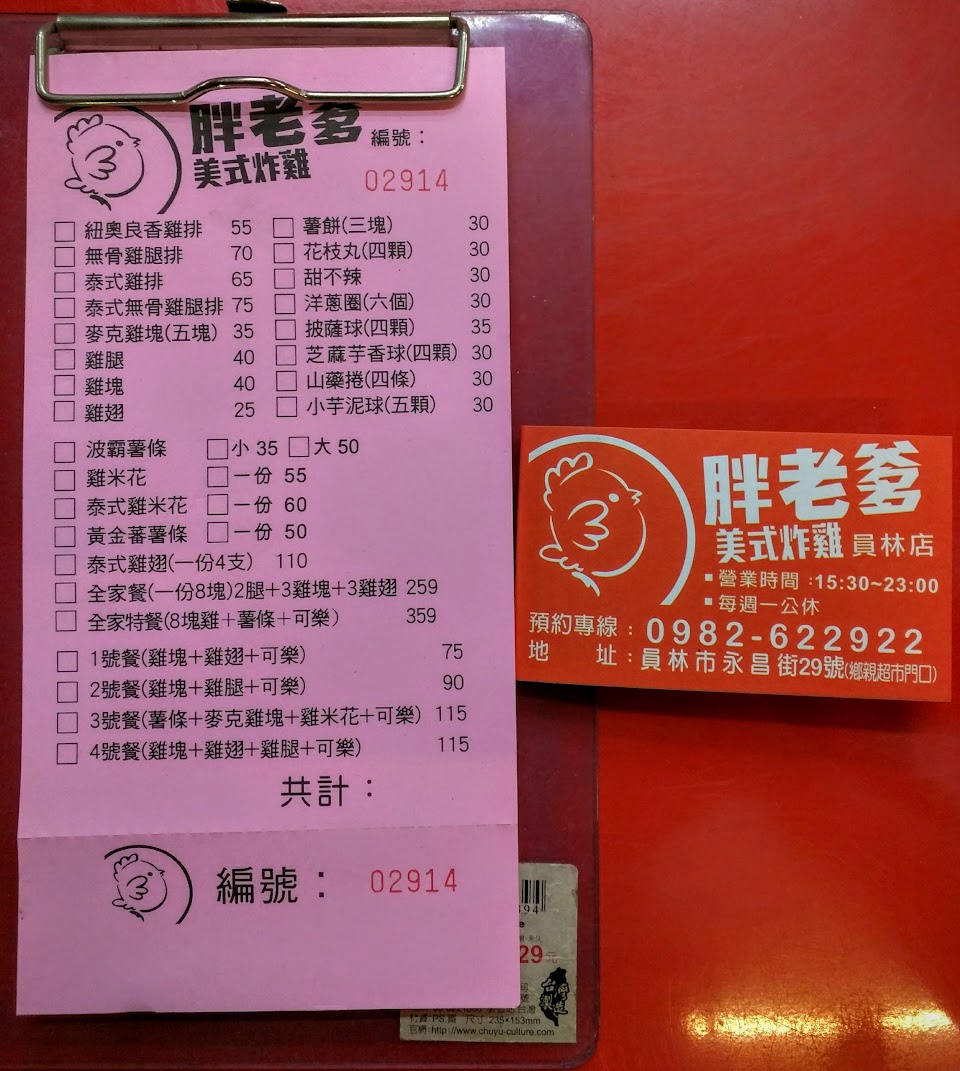 胖老爹
美式炸雞
編號：
02914
紐奧良香雞排 55
無骨雞腿排 70
泰式雞排 65
泰式無骨雞腿排 75
麥克雞塊(五塊) 35
雞腿 40
雞塊 40
雞翅 25
薯餅(三塊) 30
花枝丸(四顆) 30
甜不辣 30
洋蔥圈(六個) 30
披薩球(四顆) 35
芝蔴芋香球(四顆) 30
山藥捲(四條) 30
小芋泥球(五顆) 30
波霸薯條 小 35 大 50
雞米花 一份 55
泰式雞米花 一份 60
黃金蕃薯條 一份 50
泰式雞翅(一份4支) 110
全家餐(一份8塊)2腿+3雞塊+3雞翅 259
全家特餐(8塊雞+薯條+可樂) 359
1號餐(雞塊+雞翅+可樂) 75
2號餐(雞塊+雞腿+可樂) 90
3號餐(薯條+麥克雞塊+雞米花+可樂) 115
4號餐(雞塊+雞翅+雞腿+可樂) 115
共計：
編號： 02914
胖老爹
美式炸雞 員林店
▪營業時間：15:30~23:00
▪每週一公休
預約專線：0982-622922
地 址：員林市永昌街29號(鄉親超市門口)
394
29元
台灣製造
尺寸:235×153mm
官網:http://www.chuyu-culture.com